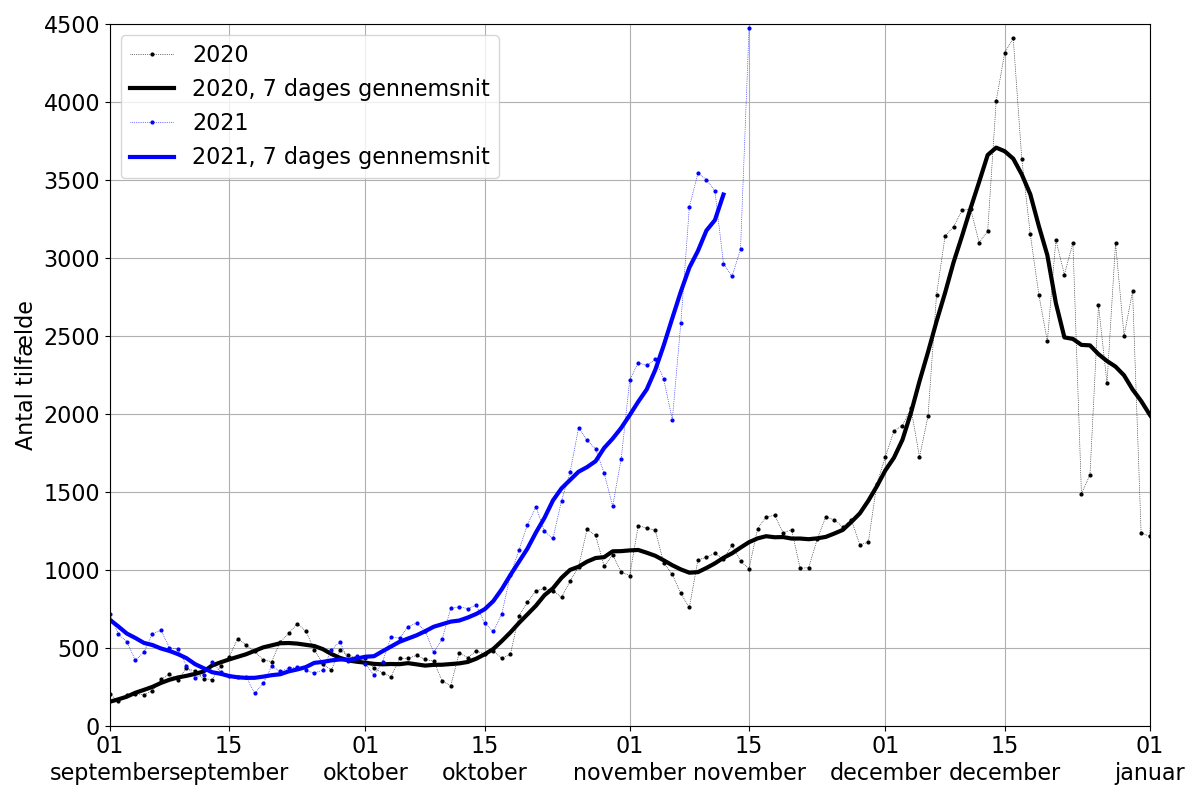 4500
4000
3500
3000
2500
2000
1500
1000
500
0
Antal tilfælde
2020
2020, 7 dages gennemsnit
2021
2021, 7 dages gennemsnit
01 15 01 15 01 15 01 15 01
september september oktober oktober november november december december januar